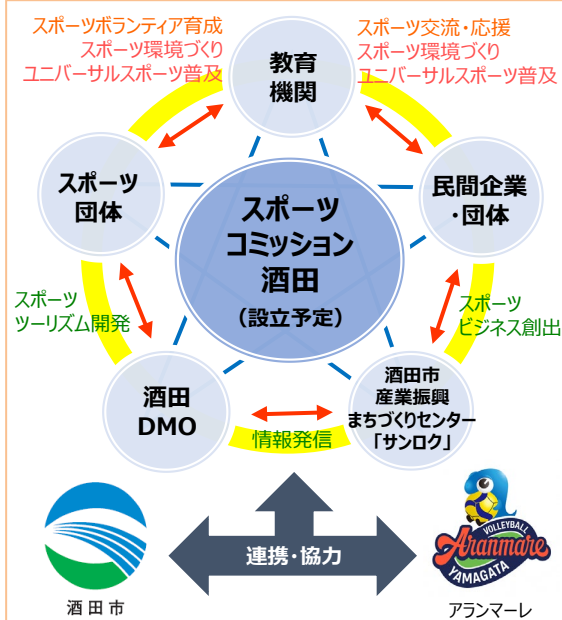 スポーツボランティア育成
スポーツ環境づくり
ユニバーサルスポーツ普及
スポーツ交流・応援
スポーツ環境づくり
ユニバーサルスポーツ普及
教育
機関
スポーツ
団体
民間企業
・団体
スポーツ
コミッション
酒田
(設立予定)
スポーツ
ツーリズム開発
スポーツ
ビジネス創出
酒田
DMO
酒田市
産業振興
まちづくりセンター
「サンロク」
情報発信
連携・協力
酒田市
VOLLEYBALL
Aranmare
YAMAGATA
アランマーレ